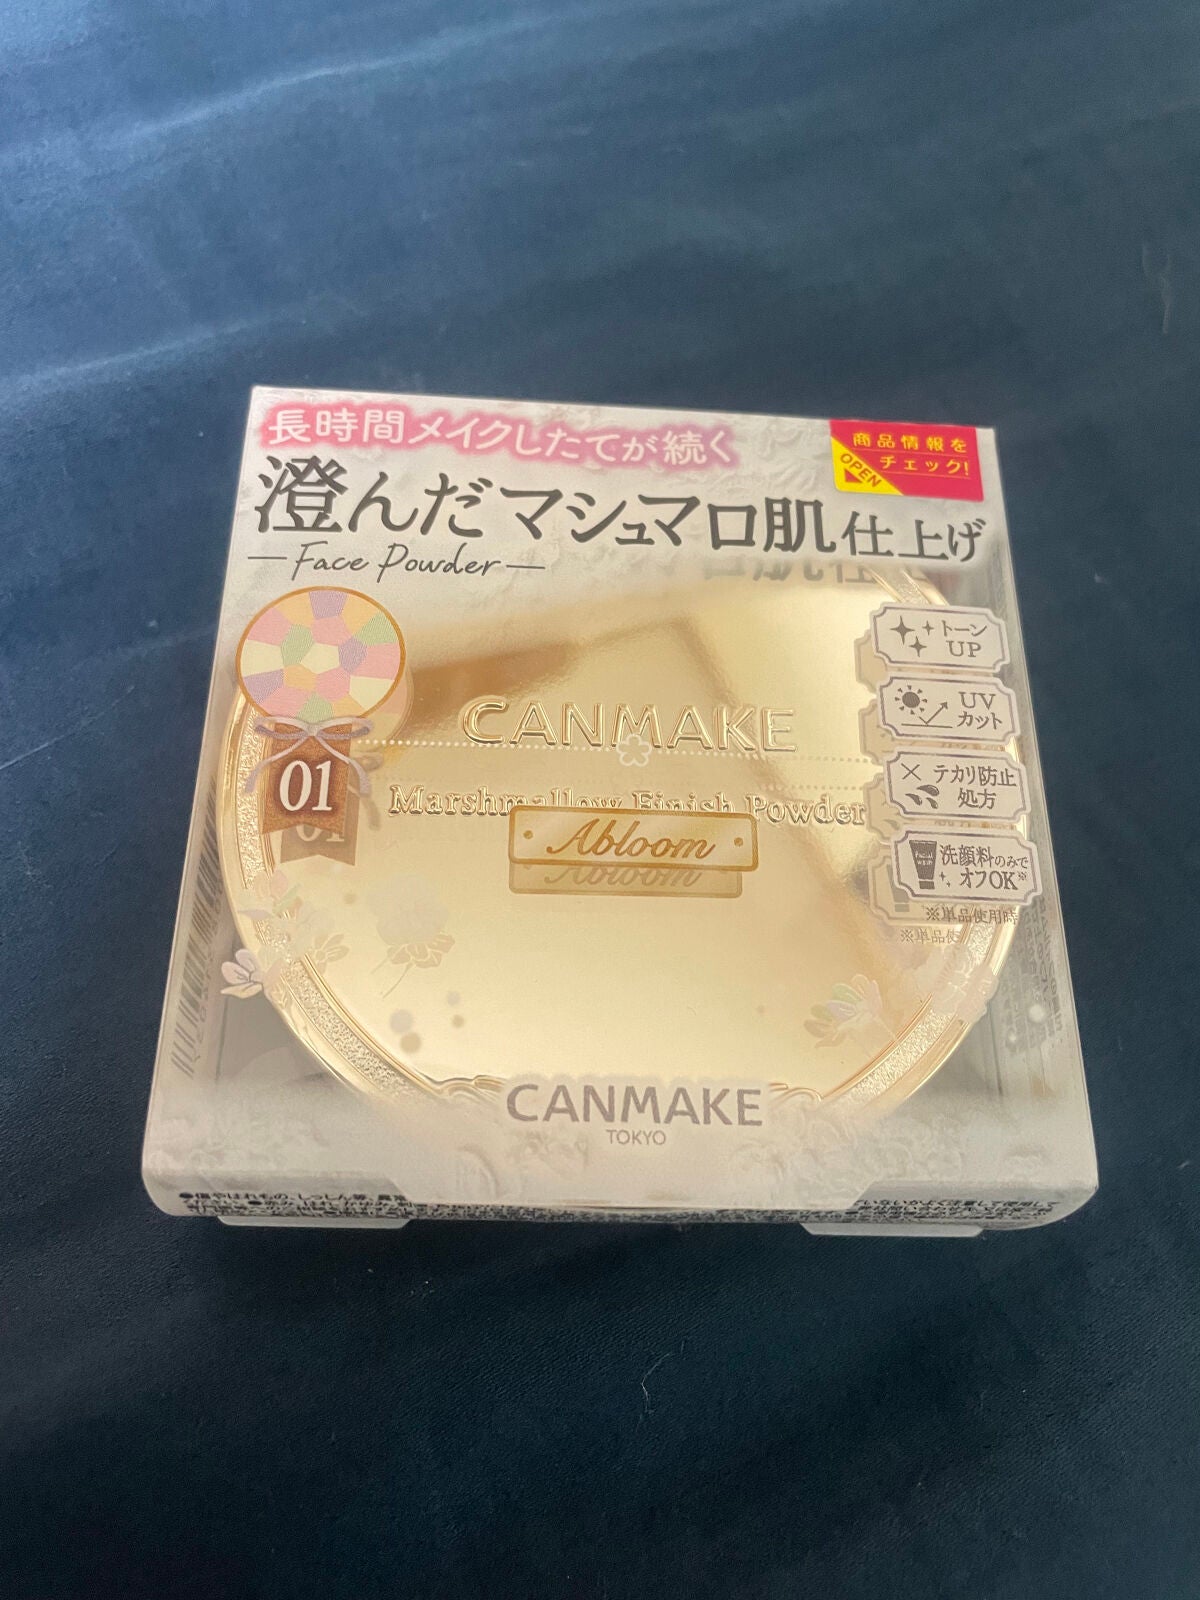 長時間メイクしたてが続く
商品情報を
チェック!
OPEN
澄んだマシュマロ肌仕上げ
Face Powder
トーン
UP
UV
カット
テカリ防止
処方
facial
wash
洗顔料のみで
オフOK※
※単品使用時
CANMAKE
01
Marshmallow Finish Powder
Abloom
CANMAKE
TOKYO